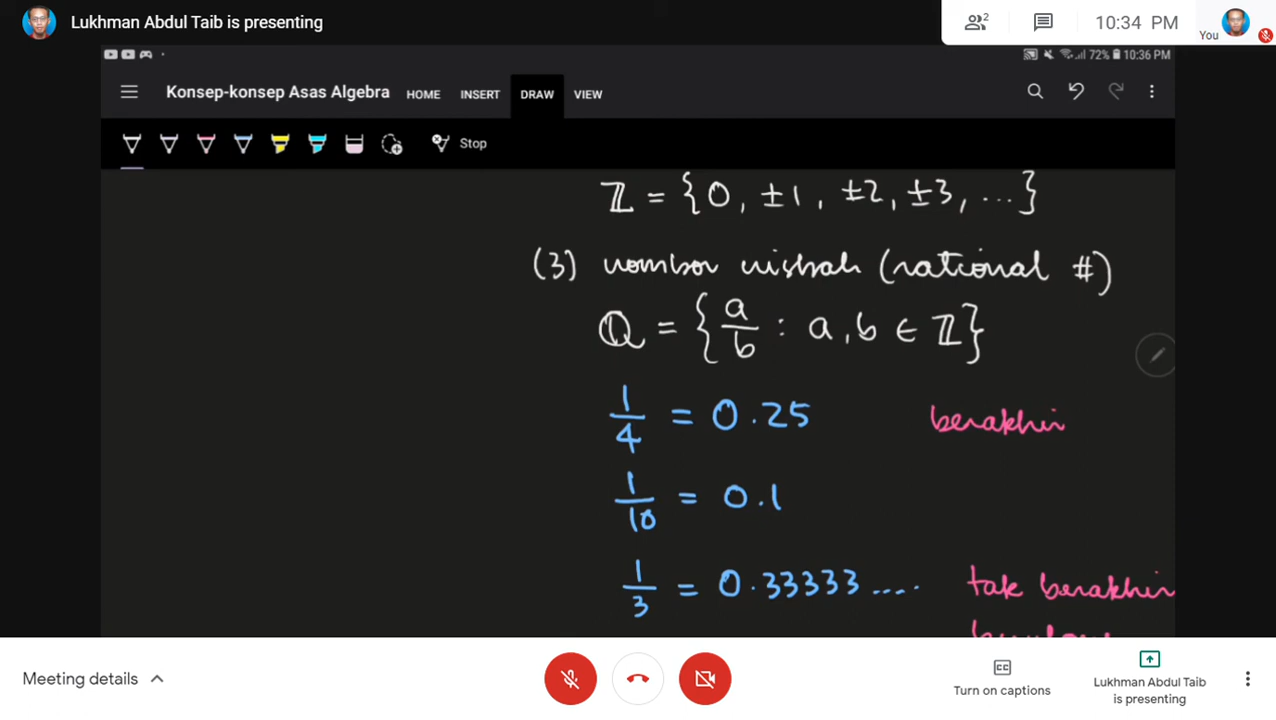 Lukhman Abdul Taib is presenting
2
10:34 PM
You
72% 10:36 PM
Konsep-konsep Asas Algebra HOME INSERT DRAW VIEW
Stop
ℤ = {0, ±1, ±2, ±3, ...}
(3) nombor nisbah (rational #)
ℚ = {a/b : a, b ∈ ℤ}
1/4 = 0.25 berakhir
1/10 = 0.1
1/3 = 0.33333.... tak berakhir
Meeting details
Turn on captions
Lukhman Abdul Taib is presenting